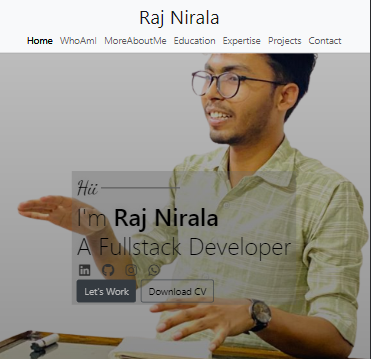 Raj Nirala
Home WhoAmI MoreAboutMe Education Expertise Projects Contact
Hii
I'm Raj Nirala
A Fullstack Developer
Let's Work Download CV